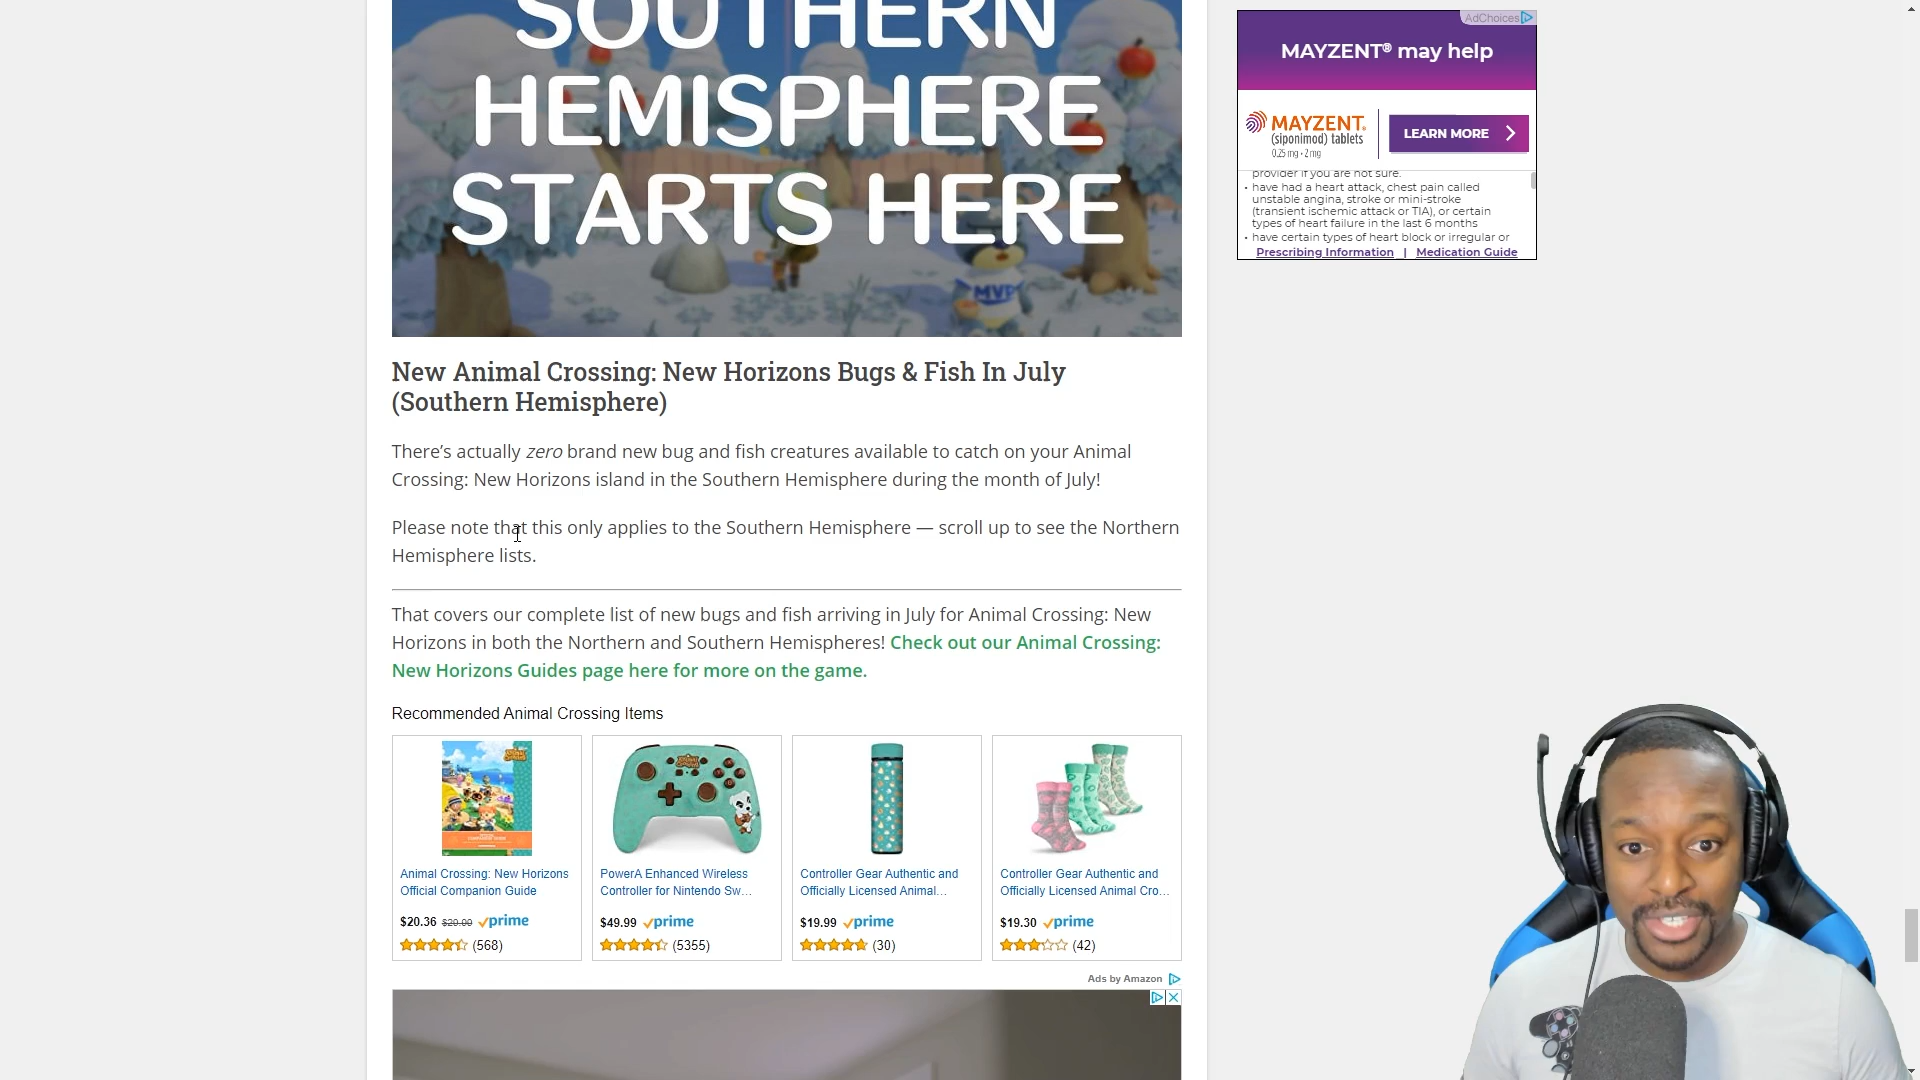 SOUTHERN
HEMISPHERE
STARTS HERE
MVP
New Animal Crossing: New Horizons Bugs & Fish In July
(Southern Hemisphere)
There’s actually zero brand new bug and fish creatures available to catch on your Animal
Crossing: New Horizons island in the Southern Hemisphere during the month of July!
Please note that this only applies to the Southern Hemisphere — scroll up to see the Northern
Hemisphere lists.
That covers our complete list of new bugs and fish arriving in July for Animal Crossing: New
Horizons in both the Northern and Southern Hemispheres! Check out our Animal Crossing:
New Horizons Guides page here for more on the game.
Recommended Animal Crossing Items
Animal Crossing: New Horizons
Official Companion Guide
$20.36 $29.99 prime
(568)
PowerA Enhanced Wireless
Controller for Nintendo Sw…
$49.99 prime
(5355)
Controller Gear Authentic and
Officially Licensed Animal…
$19.99 prime
(30)
Controller Gear Authentic and
Officially Licensed Animal Cro…
$19.30 prime
(42)
Ads by Amazon
AdChoices
MAYZENT® may help
MAYZENT®
(siponimod) tablets
0.25 mg • 2 mg
LEARN MORE
provider if you are not sure.
• have had a heart attack, chest pain called
unstable angina, stroke or mini-stroke
(transient ischemic attack or TIA), or certain
types of heart failure in the last 6 months
• have certain types of heart block or irregular or
Prescribing Information | Medication Guide